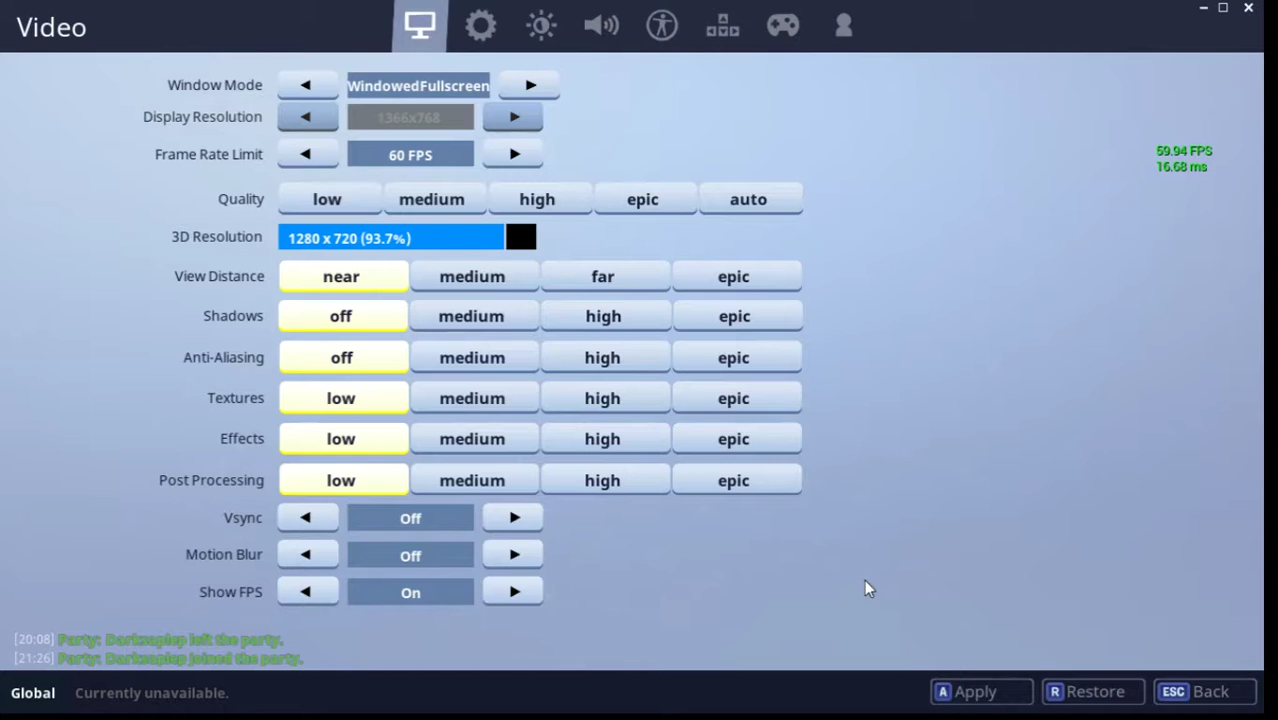 Video
Window Mode WindowedFullscreen
Display Resolution 1366x768
Frame Rate Limit 60 FPS
59.94 FPS
16.68 ms
Quality low medium high epic auto
3D Resolution 1280 x 720 (93.7%)
View Distance near medium far epic
Shadows off medium high epic
Anti-Aliasing off medium high epic
Textures low medium high epic
Effects low medium high epic
Post Processing low medium high epic
Vsync Off
Motion Blur Off
Show FPS On
[20:08] Party: Darkzaplep left the party.
[21:26] Party: Darkzaplep joined the party.
Global Currently unavailable. A Apply R Restore ESC Back